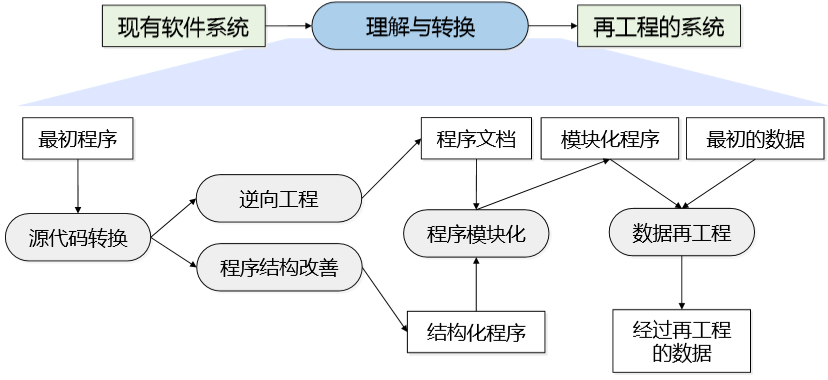 现有软件系统
理解与转换
再工程的系统
最初程序
程序文档
模块化程序
最初的数据
逆向工程
源代码转换
程序模块化
数据再工程
程序结构改善
结构化程序
经过再工程
的数据